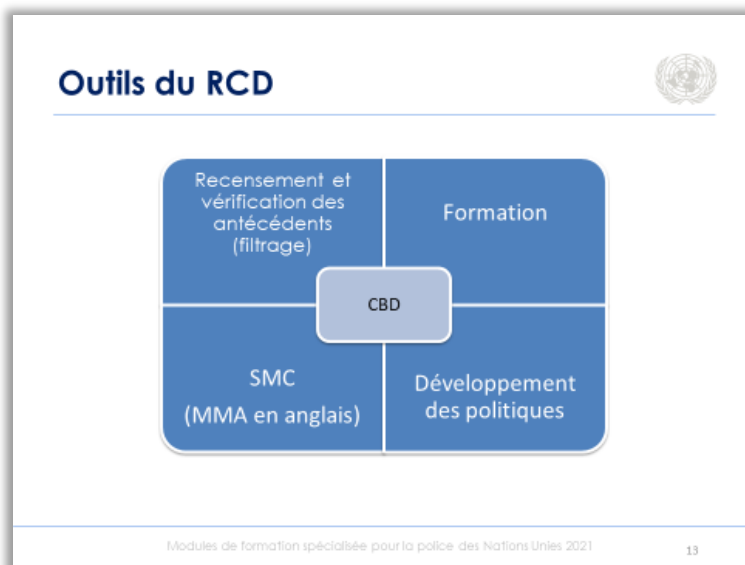 Outils du RCD
Recensement et
vérification des
antécédents
(filtrage)
Formation
CBD
SMC
(MMA en anglais)
Développement
des politiques
Modules de formation spécialisée pour la police des Nations Unies 2021
13